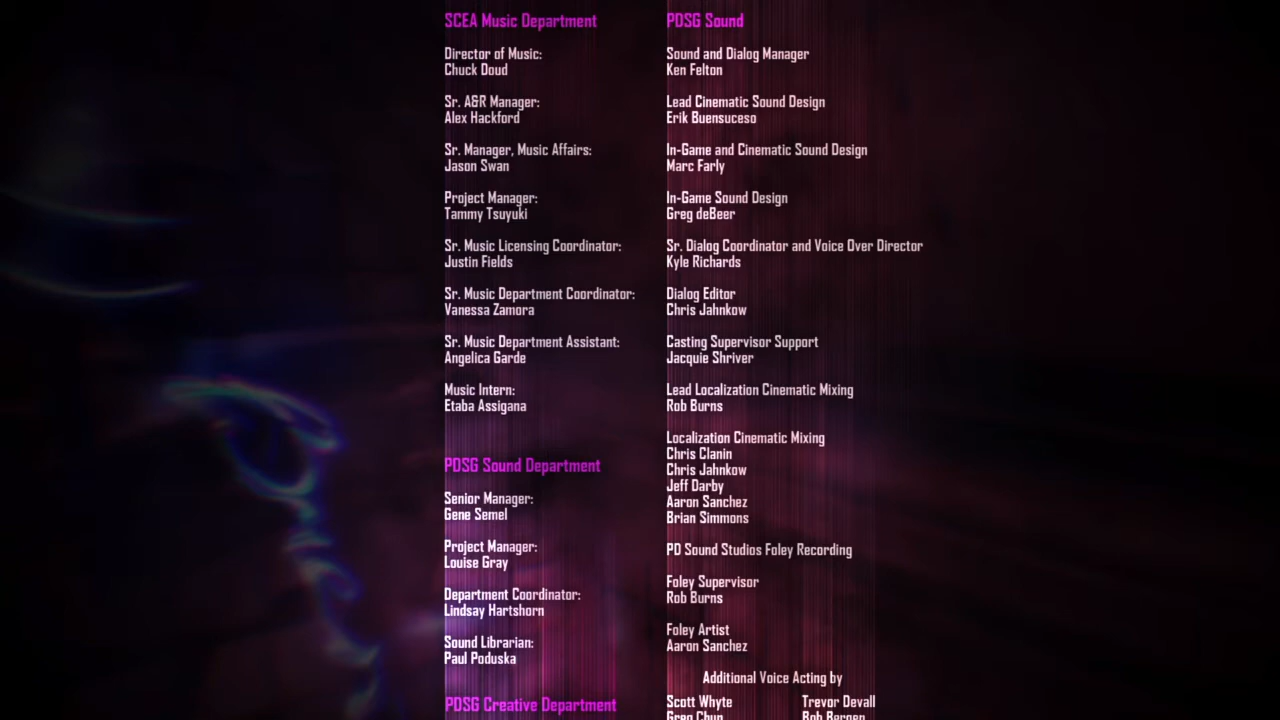 SCEA Music Department
Director of Music:
Chuck Doud
Sr. A&R Manager:
Alex Hackford
Sr. Manager, Music Affairs:
Jason Swan
Project Manager:
Tammy Tsuyuki
Sr. Music Licensing Coordinator:
Justin Fields
Sr. Music Department Coordinator:
Vanessa Zamora
Sr. Music Department Assistant:
Angelica Garde
Music Intern:
Etaba Assigana
PDSG Sound Department
Senior Manager:
Gene Semel
Project Manager:
Louise Gray
Department Coordinator:
Lindsay Hartshorn
Sound Librarian:
Paul Poduska
PDSG Creative Department
PDSG Sound
Sound and Dialog Manager
Ken Felton
Lead Cinematic Sound Design
Erik Buensuceso
In-Game and Cinematic Sound Design
Marc Farly
In-Game Sound Design
Greg deBeer
Sr. Dialog Coordinator and Voice Over Director
Kyle Richards
Dialog Editor
Chris Jahnkow
Casting Supervisor Support
Jacquie Shriver
Lead Localization Cinematic Mixing
Rob Burns
Localization Cinematic Mixing
Chris Clanin
Chris Jahnkow
Jeff Darby
Aaron Sanchez
Brian Simmons
PD Sound Studios Foley Recording
Foley Supervisor
Rob Burns
Foley Artist
Aaron Sanchez
Additional Voice Acting by
Scott Whyte
Trevor Devall
Greg Chun
Bob Bergen